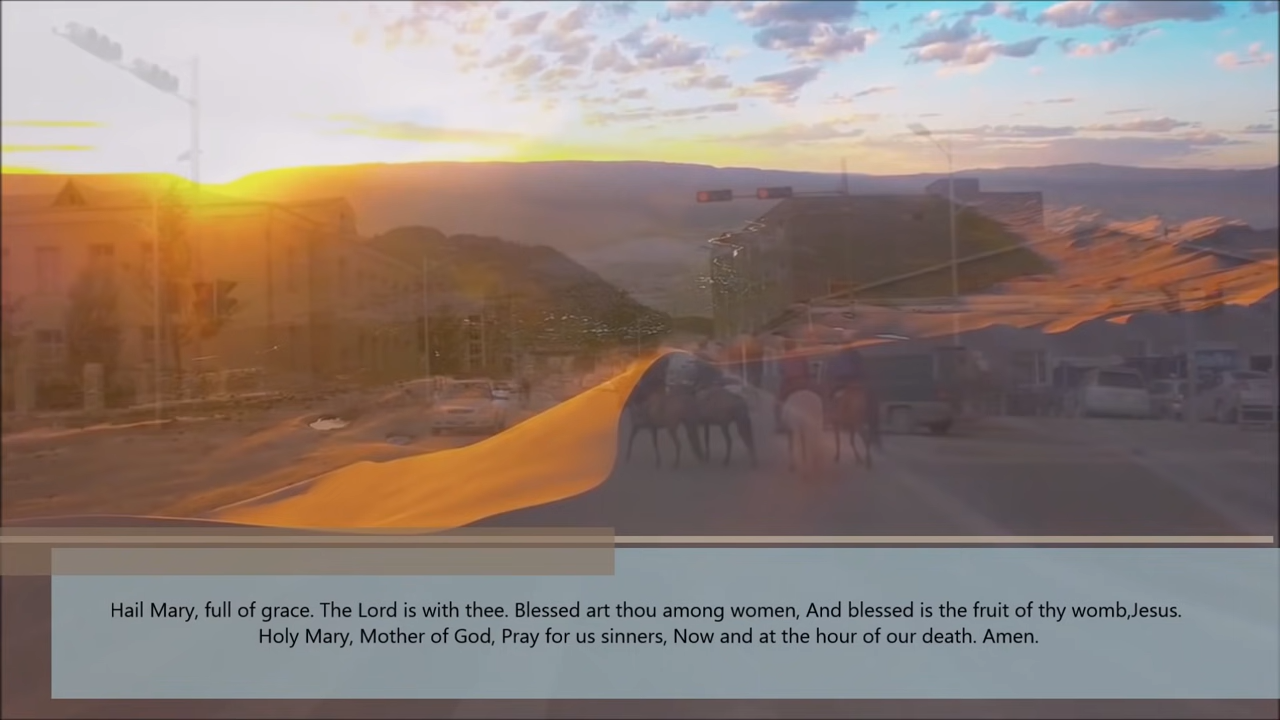 Hail Mary, full of grace. The Lord is with thee. Blessed art thou among women, And blessed is the fruit of thy womb,Jesus.
Holy Mary, Mother of God, Pray for us sinners, Now and at the hour of our death. Amen.